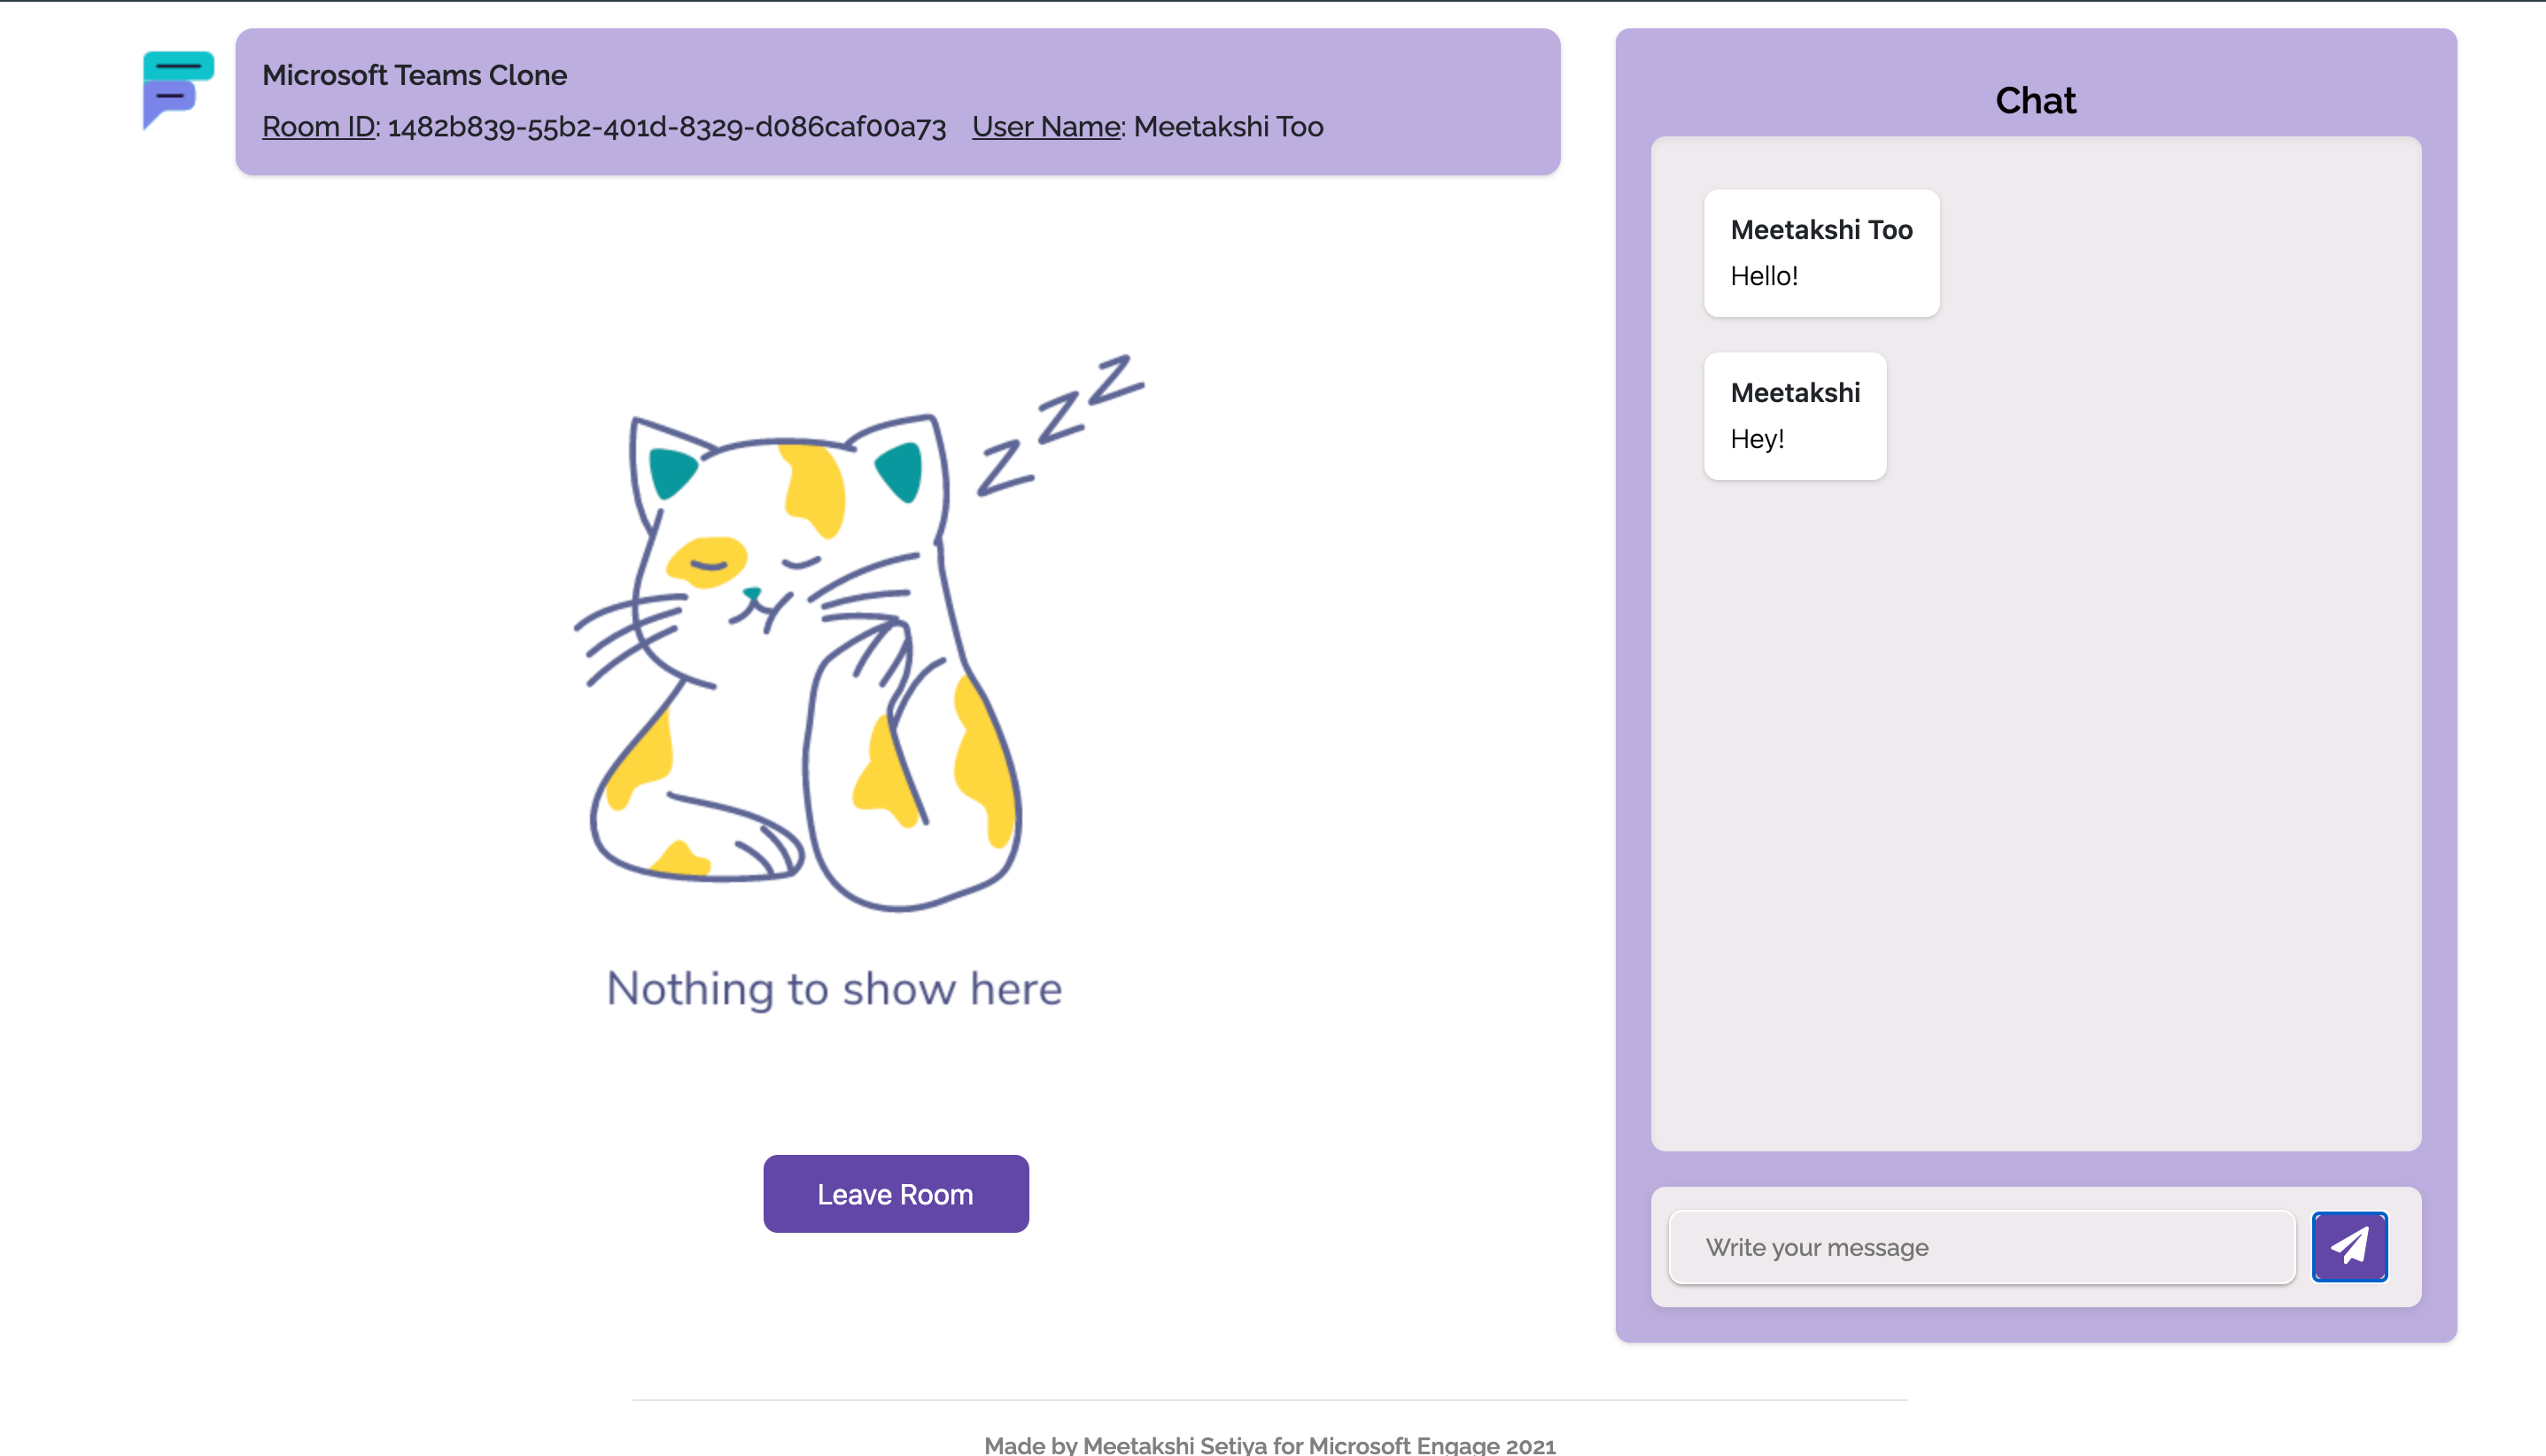 Microsoft Teams Clone
Room ID: 1482b839-55b2-401d-8329-d086caf00a73 User Name: Meetakshi Too
z z z
Nothing to show here
Leave Room
Chat
Meetakshi Too
Hello!
Meetakshi
Hey!
Write your message
Made by Meetakshi Setiya for Microsoft Engage 2021